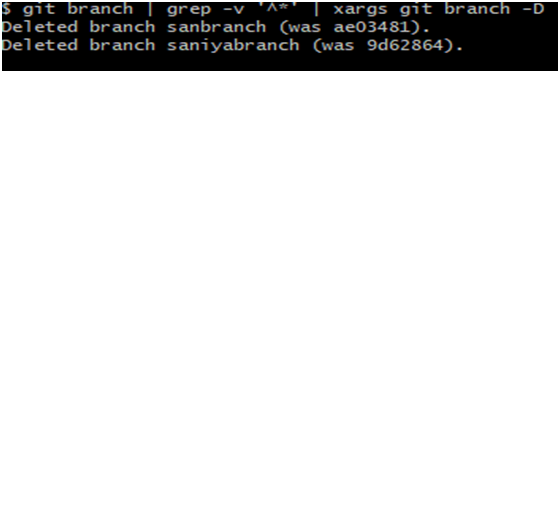 $ git branch | grep -v '^*' | xargs git branch -D
Deleted branch sanbranch (was ae03481).
Deleted branch saniyabranch (was 9d62864).